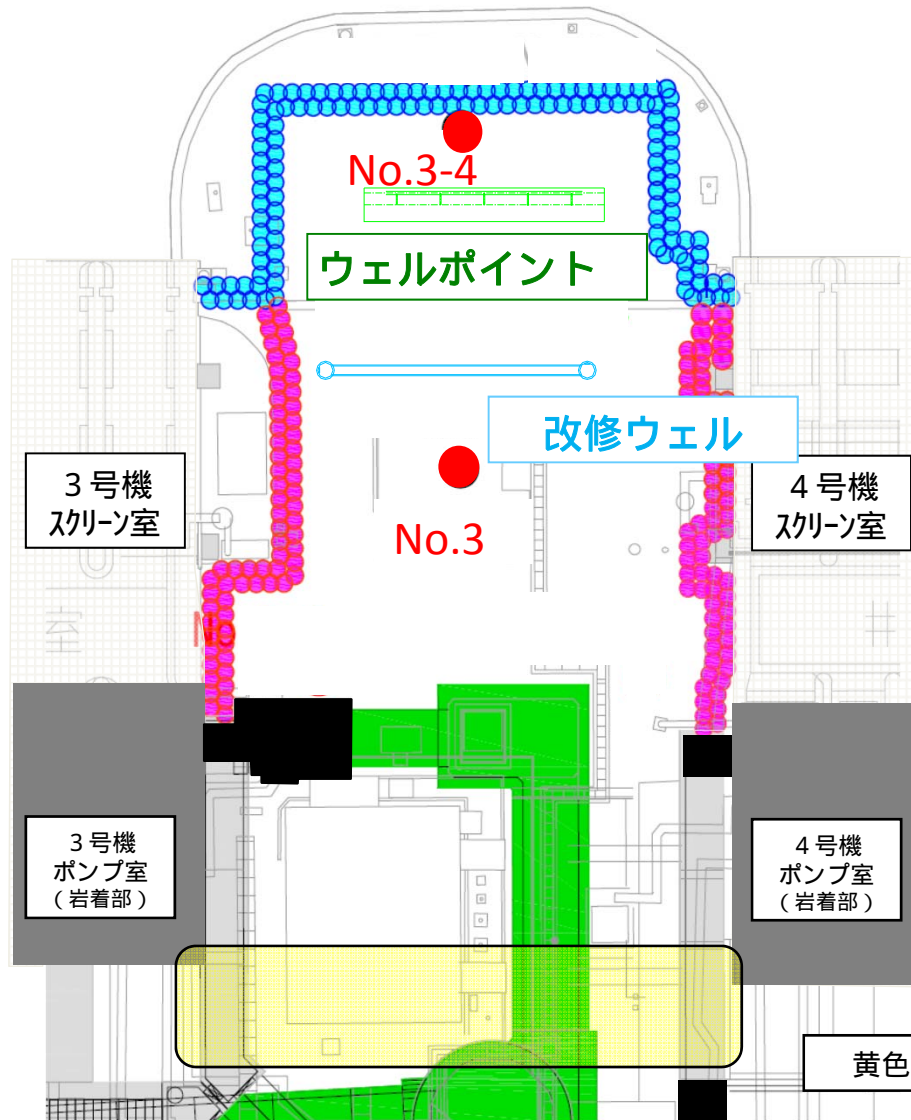 No.3-4
ウェルポイント
改修ウェル
3号機
スクリーン室
4号機
スクリーン室
No.3
No
3号機
ポンプ室
(岩着部)
4号機
ポンプ室
(岩着部)
黄色